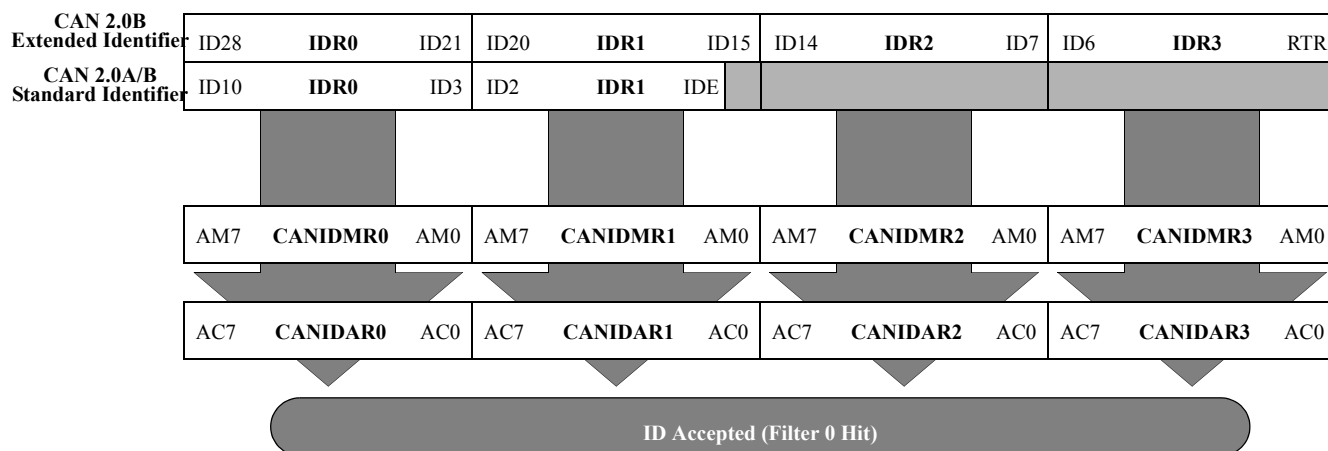 CAN 2.0B
Extended Identifier ID28 IDR0 ID21 ID20 IDR1 ID15 ID14 IDR2 ID7 ID6 IDR3 RTR
CAN 2.0A/B
Standard Identifier ID10 IDR0 ID3 ID2 IDR1 IDE
AM7 CANIDMR0 AM0 AM7 CANIDMR1 AM0 AM7 CANIDMR2 AM0 AM7 CANIDMR3 AM0
AC7 CANIDAR0 AC0 AC7 CANIDAR1 AC0 AC7 CANIDAR2 AC0 AC7 CANIDAR3 AC0
ID Accepted (Filter 0 Hit)